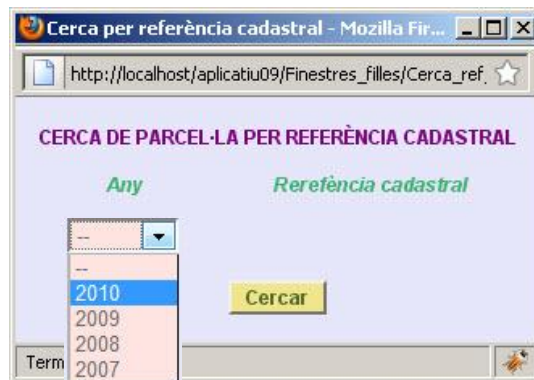 Cerca per referència cadastral - Mozilla Fir...
http://localhost/aplicatiu09/Finestres_filles/Cerca_ref_
CERCA DE PARCEL·LA PER REFERÈNCIA CADASTRAL
Any Rerefència cadastral
--
--
2010
Cercar
2009
2008
2007
Term